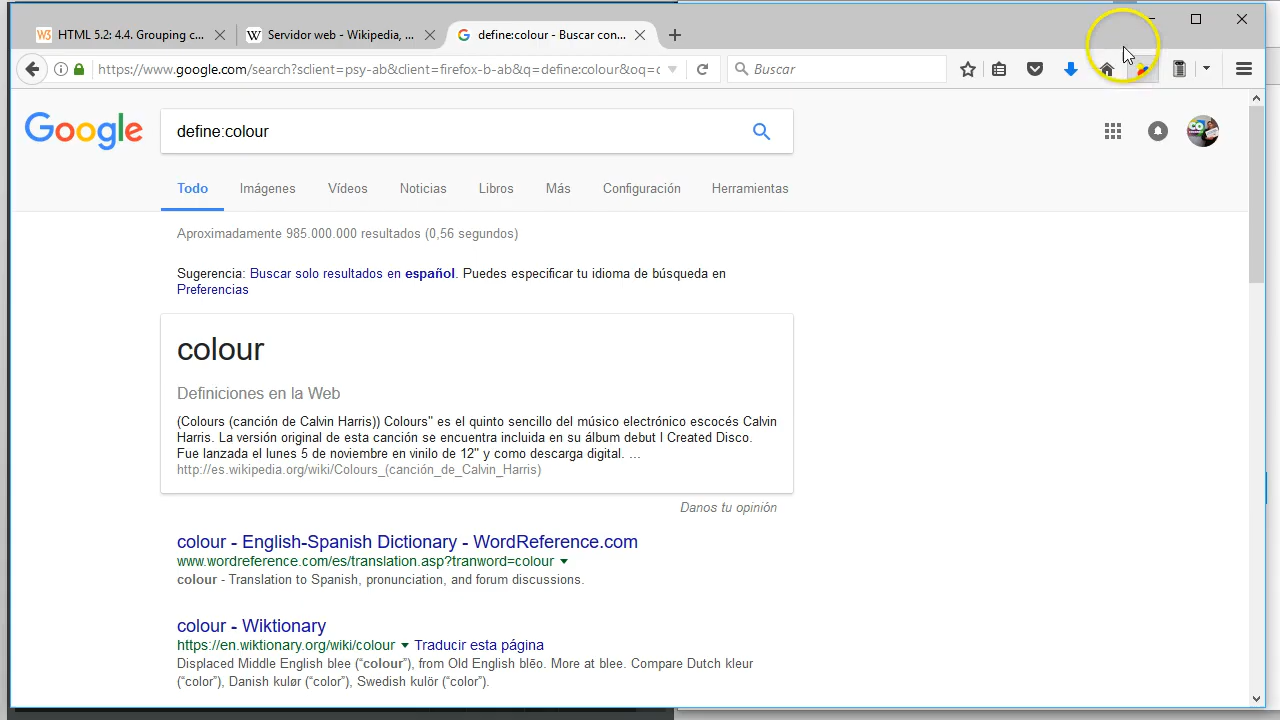 HTML 5.2: 4.4. Grouping c...
Servidor web - Wikipedia, ...
define:colour - Buscar con...
https://www.google.com/search?client=psy-ab&client=firefox-b-ab&q=define:colour&oq=c
Buscar
Google
define:colour
Todo
Imágenes
Vídeos
Noticias
Libros
Más
Configuración
Herramientas
Aproximadamente 985.000.000 resultados (0,56 segundos)
Sugerencia: Buscar solo resultados en español. Puedes especificar tu idioma de búsqueda en
Preferencias
colour
Definiciones en la Web
(Colours (canción de Calvin Harris)) Colours" es el quinto sencillo del músico electrónico escocés Calvin
Harris. La versión original de esta canción se encuentra incluida en su álbum debut I Created Disco.
Fue lanzada el lunes 5 de noviembre en vinilo de 12" y como descarga digital. ...
http://es.wikipedia.org/wiki/Colours_(canción_de_Calvin_Harris)
Danos tu opinión
colour - English-Spanish Dictionary - WordReference.com
www.wordreference.com/es/translation.asp?tranword=colour
colour - Translation to Spanish, pronunciation, and forum discussions.
colour - Wiktionary
https://en.wiktionary.org/wiki/colour Traducir esta página
Displaced Middle English blee (“colour”), from Old English blēo. More at blee. Compare Dutch kleur
(“color”), Danish kulør (“color”), Swedish kulör (“color”).